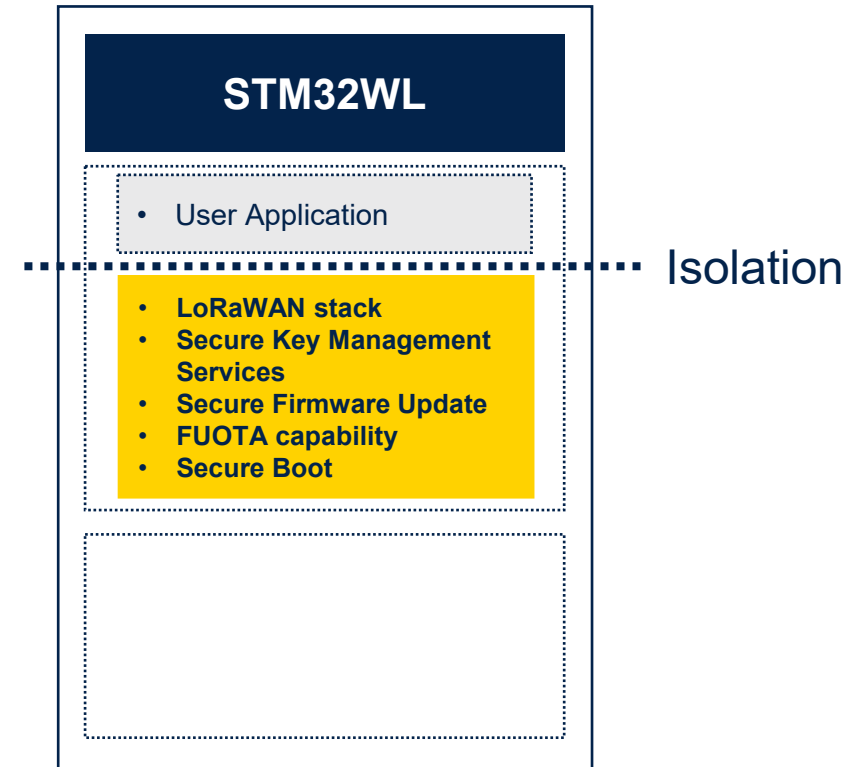 STM32WL
• User Application
Isolation
• LoRaWAN stack
• Secure Key Management
Services
• Secure Firmware Update
• FUOTA capability
• Secure Boot